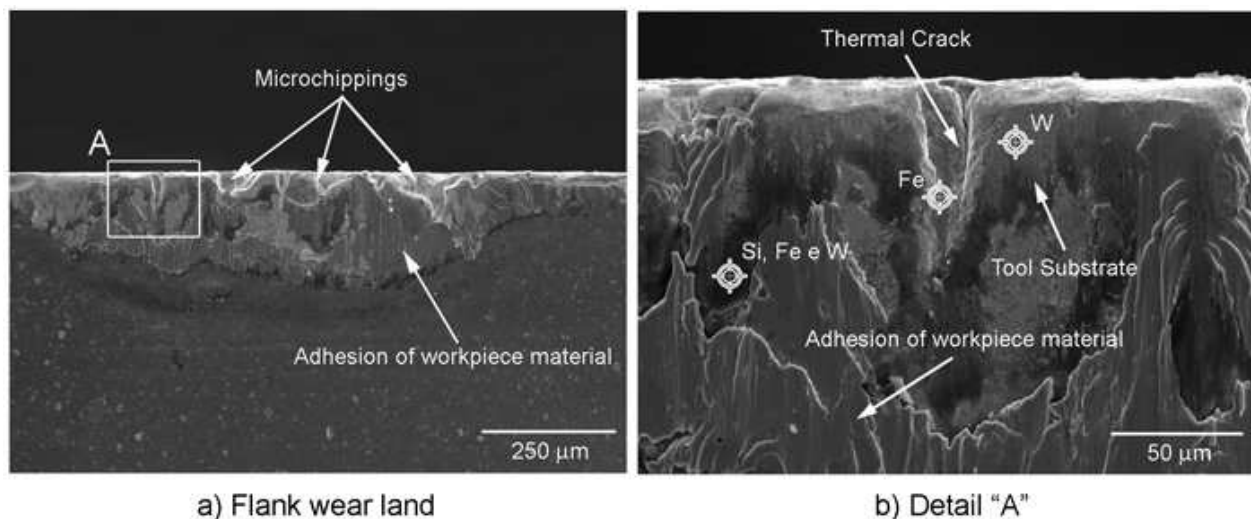 Microchippings
A
Adhesion of workpiece material
250 µm
a) Flank wear land
Thermal Crack
W
Fe
Si, Fe e W
Tool Substrate
Adhesion of workpiece material
50 µm
b) Detail “A”